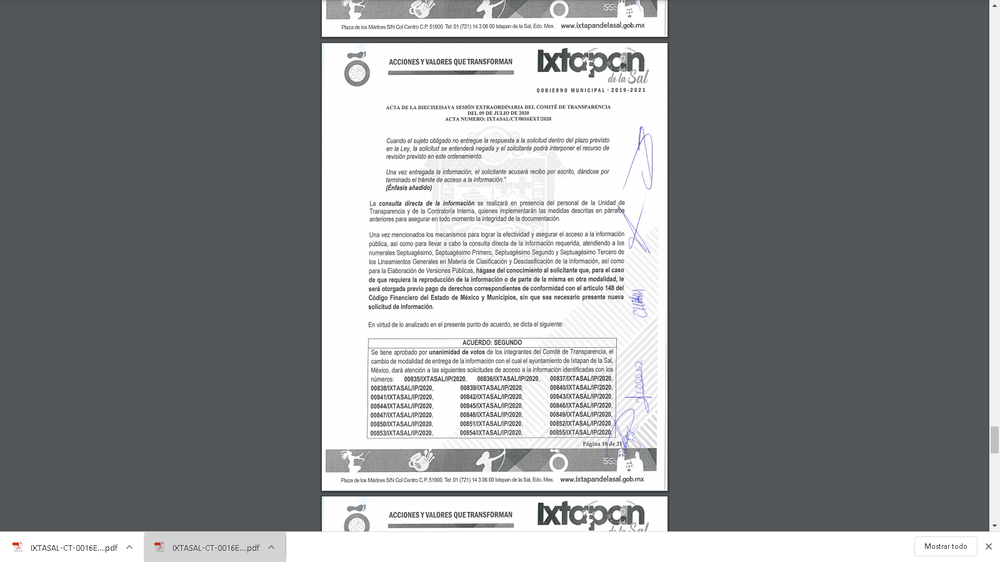 Plaza de los Mártires S/N Col Centro C.P. 51900 Tel: 01 (721) 14 3 06 00 Ixtapan de la Sal, Edo. Mex. www.ixtapandelasal.gob.mx
ACCIONES Y VALORES QUE TRANSFORMAN
Ixtapan
de la Sal
GOBIERNO MUNICIPAL · 2019-2021
ACTA DE LA DIECISEISAVA SESIÓN EXTRAORDINARIA DEL COMITÉ DE TRANSPARENCIA
DEL 09 DE JULIO DE 2020
ACTA NUMERO: IXTASAL/CT/0016EXT/2020
Cuando el sujeto obligado no entregue la respuesta a la solicitud dentro del plazo previsto
en la Ley, la solicitud se entenderá negada y el solicitante podrá interponer el recurso de
revisión previsto en este ordenamiento.
Una vez entregada la información, el solicitante acusará recibo por escrito, dándose por
terminado el trámite de acceso a la información."
(Énfasis añadido)
La consulta directa de la información se realizará en presencia del personal de la Unidad de
Transparencia y de la Contraloría Interna, quienes implementarán las medidas descritas en párrafos
anteriores para asegurar en todo momento la integridad de la documentación.
Una vez mencionados los mecanismos para lograr la efectividad y asegurar el acceso a la información
pública, así como para llevar a cabo la consulta directa de la información requerida, atendiendo a los
numerales Septuagésimo, Septuagésimo Primero, Septuagésimo Segundo y Septuagésimo Tercero de
los Lineamientos Generales en Materia de Clasificación y Desclasificación de la Información, así como
para la Elaboración de Versiones Públicas, hágase del conocimiento al solicitante que, para el caso
de que requiera la reproducción de la información o de parte de la misma en otra modalidad, le
será otorgada previo pago de derechos correspondientes de conformidad con el artículo 148 del
Código Financiero del Estado de México y Municipios, sin que sea necesario presente nueva
solicitud de información.
En virtud de lo analizado en el presente punto de acuerdo, se dicta el siguiente:
ACUERDO: SEGUNDO
Se tiene aprobado por unanimidad de votos de los integrantes del Comité de Transparencia, el
cambio de modalidad de entrega de la información con el cual el ayuntamiento de Ixtapan de la Sal,
México, dará atención a las siguientes solicitudes de acceso a la información identificadas con los
números: 00835/IXTASAL/IP/2020, 00836/IXTASAL/IP/2020, 00837/IXTASAL/IP/2020,
00838/IXTASAL/IP/2020, 00839/IXTASAL/IP/2020, 00840/IXTASAL/IP/2020,
00841/IXTASAL/IP/2020, 00842/IXTASAL/IP/2020, 00843/IXTASAL/IP/2020,
00844/IXTASAL/IP/2020, 00845/IXTASAL/IP/2020, 00846/IXTASAL/IP/2020,
00847/IXTASAL/IP/2020, 00848/IXTASAL/IP/2020, 00849/IXTASAL/IP/2020,
00850/IXTASAL/IP/2020, 00851/IXTASAL/IP/2020, 00852/IXTASAL/IP/2020,
00853/IXTASAL/IP/2020, 00854/IXTASAL/IP/2020, 00855/IXTASAL/IP/2020,
Página 18 de 21
Plaza de los Mártires S/N Col Centro C.P. 51900 Tel: 01 (721) 14 3 06 00 Ixtapan de la Sal, Edo. Mex. www.ixtapandelasal.gob.mx
ACCIONES Y VALORES QUE TRANSFORMAN
Ixtapan
de la Sal
IXTASAL-CT-0016E....pdf
IXTASAL-CT-0016E....pdf
Mostrar todo